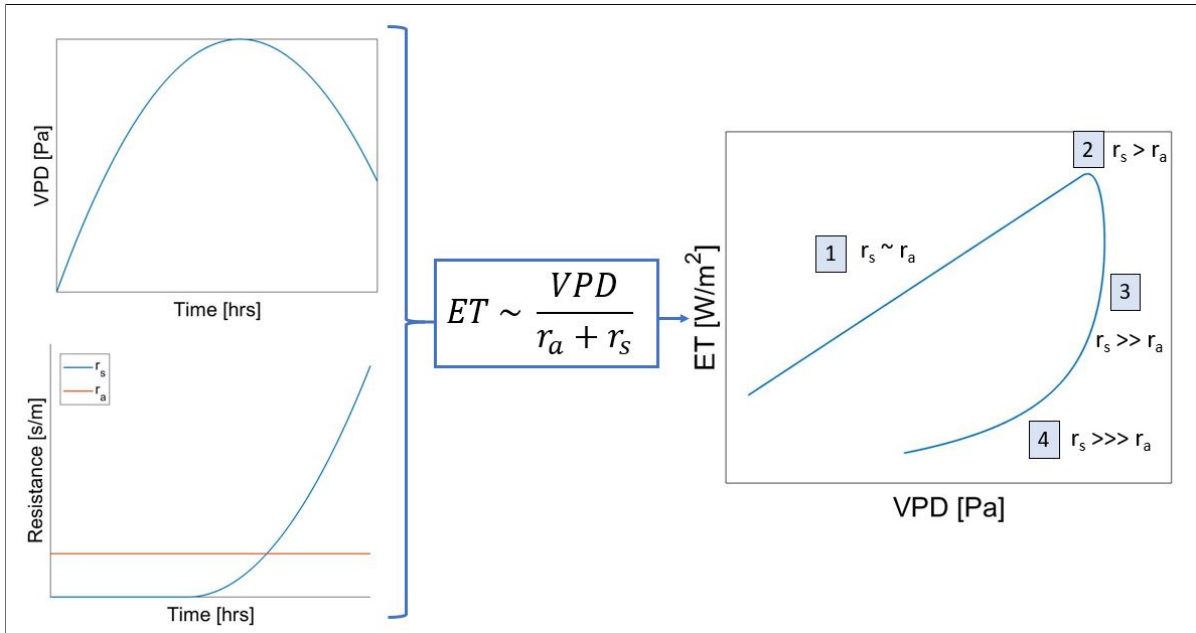 VPD [Pa]
Time [hrs]
r_s
r_a
Resistance [s/m]
Time [hrs]
ET ~ VPD / (r_a + r_s)
2 r_s > r_a
1 r_s ~ r_a
3
r_s >> r_a
4 r_s >>> r_a
ET [W/m²]
VPD [Pa]